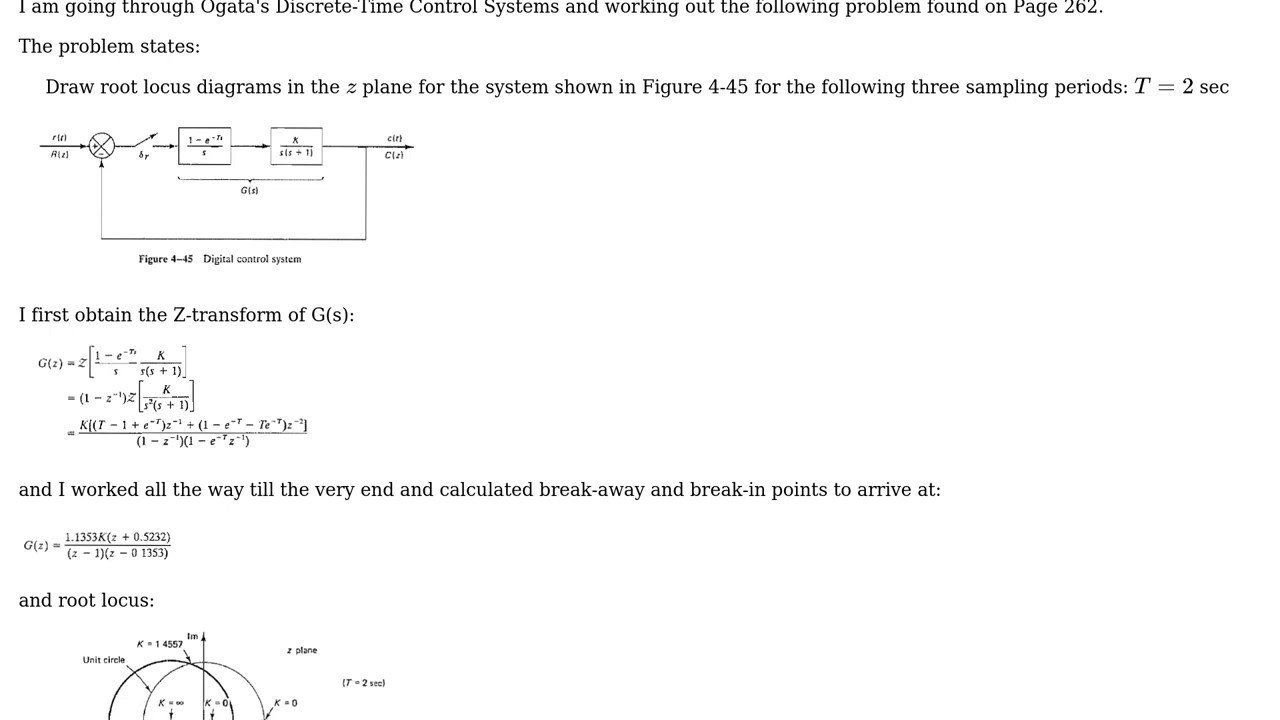 I am going through Ogata's Discrete-Time Control Systems and working out the following problem found on Page 262.
The problem states:
Draw root locus diagrams in the z plane for the system shown in Figure 4-45 for the following three sampling periods: T = 2 sec
r(t)
R(z)
δT
1 − e^−Ts
s
K
s(s + 1)
c(t)
C(z)
G(s)
Figure 4–45 Digital control system
I first obtain the Z-transform of G(s):
G(z) = Z[(1 − e^−Ts)/s K/(s(s + 1))]
= (1 − z^−1)Z[K/(s²(s + 1))]
= K[(T − 1 + e^−T)z^−1 + (1 − e^−T − Te^−T)z^−2] / (1 − z^−1)(1 − e^−T z^−1)
and I worked all the way till the very end and calculated break-away and break-in points to arrive at:
G(z) = 1.1353K(z + 0.5232) / (z − 1)(z − 0 1353)
and root locus:
Im
K = 1 4557
z plane
Unit circle
(T = 2 sec)
K = ∞ K = 0 K = 0